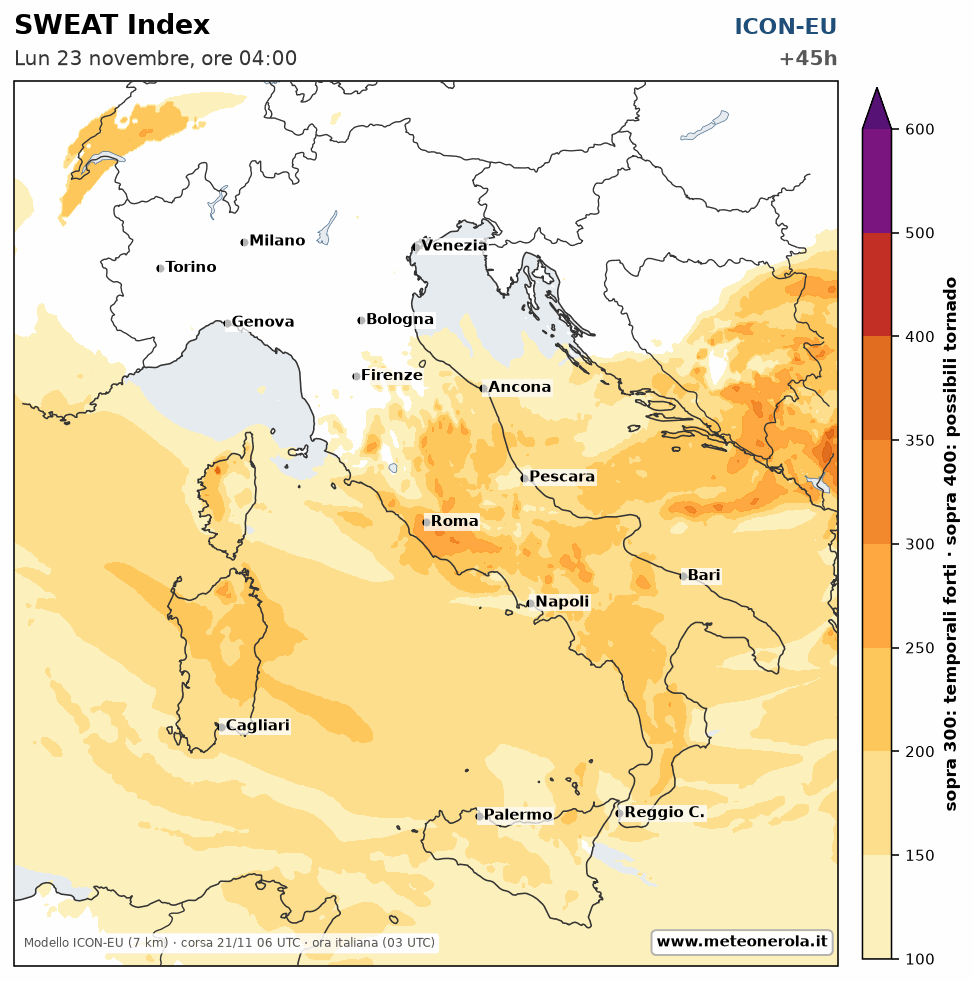 SWEAT Index
ICON-EU
Lun 23 novembre, ore 04:00
+45h
600
500
400
350
300
250
200
150
100
sopra 300: temporali forti · sopra 400: possibili tornado
Milano
Venezia
Torino
Genova
Bologna
Firenze
Ancona
Pescara
Roma
Bari
Napoli
Cagliari
Palermo
Reggio C.
Modello ICON-EU (7 km) · corsa 21/11 06 UTC · ora italiana (03 UTC)
www.meteonerola.it